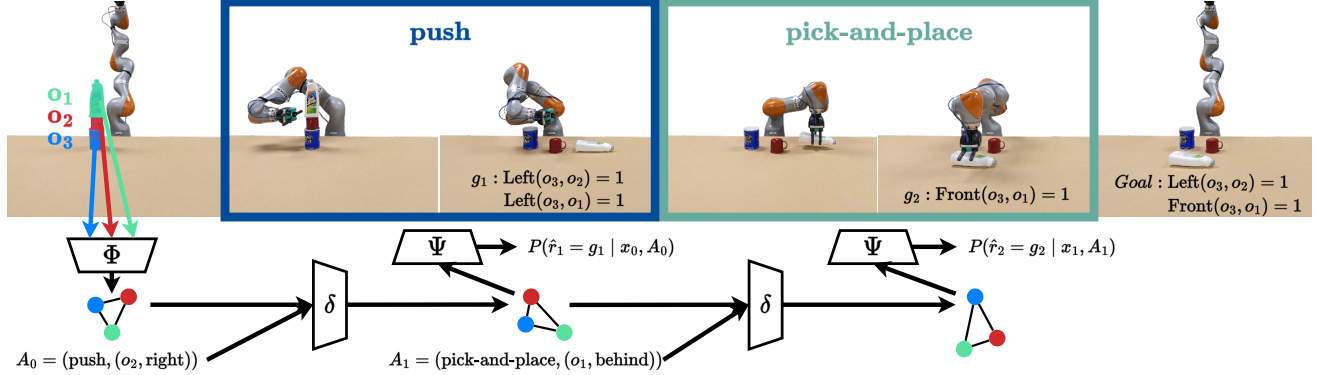 push
pick-and-place
o₁
o₂
o₃
g₁ : Left(o₃, o₂) = 1
Left(o₃, o₁) = 1
g₂ : Front(o₃, o₁) = 1
Goal : Left(o₃, o₂) = 1
Front(o₃, o₁) = 1
Φ
Ψ
P(r̂₁ = g₁ | x₀, A₀)
Ψ
P(r̂₂ = g₂ | x₁, A₁)
δ
δ
A₀ = (push, (o₂, right))
A₁ = (pick-and-place, (o₁, behind))